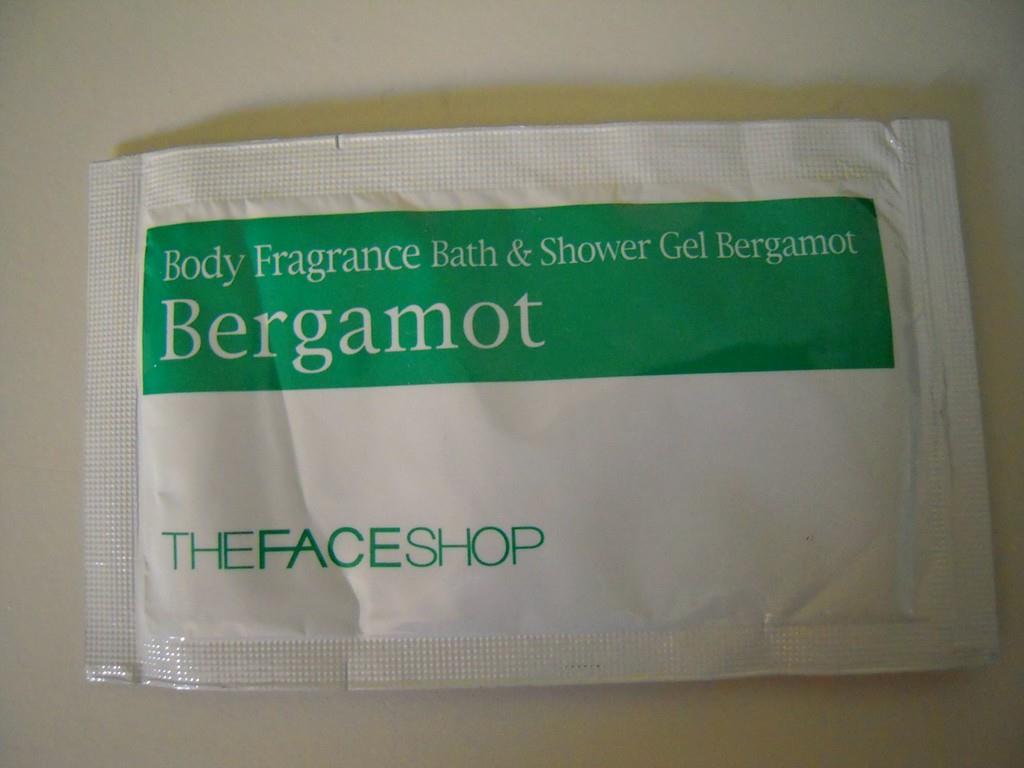 Body Fragrance Bath & Shower Gel Bergamot
Bergamot
THEFACESHOP